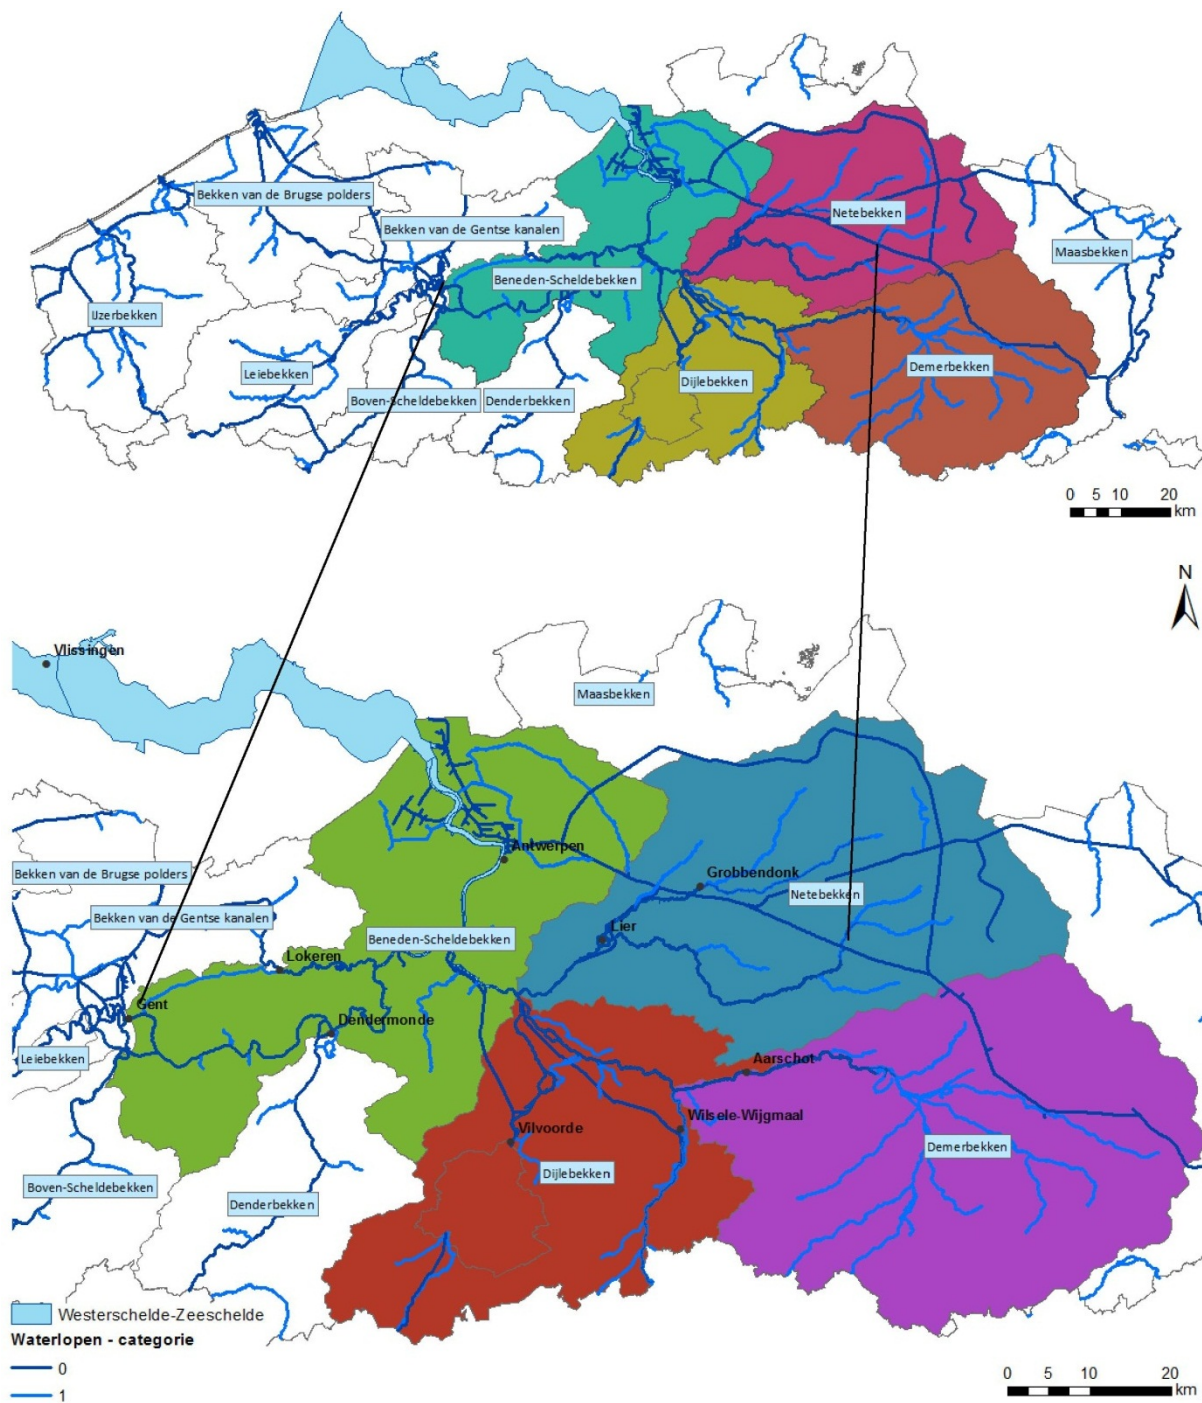 Bekken van de Brugse polders
Netebekken
Bekken van de Gentse kanalen
Maasbekken
Beneden-Scheldebekken
IJzerbekken
Leiebekken
Demerbekken
Dijlebekken
Boven-Scheldebekken
Denderbekken
0 5 10 20
km
N
Vlissingen
Maasbekken
Antwerpen
Bekken van de Brugse polders
Grobbendonk
Netebekken
Bekken van de Gentse kanalen
Lier
Beneden-Scheldebekken
Lokeren
Gent
Dendermonde
Leiebekken
Aarschot
Wilsele-Wijgmaal
Vilvoorde
Demerbekken
Dijlebekken
Boven-Scheldebekken
Denderbekken
Westerschelde-Zeeschelde
Waterlopen - categorie
0
1
0 5 10 20
km